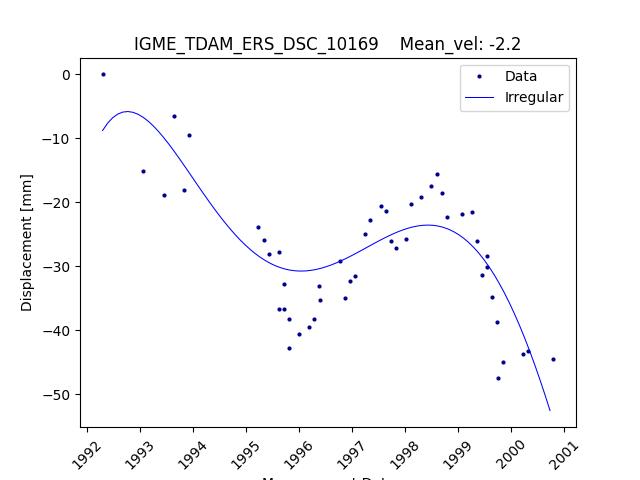 IGME_TDAM_ERS_DSC_10169 Mean_vel: -2.2
Data
Irregular
Displacement [mm]
0
−10
−20
−30
−40
−50
1992 1993 1994 1995 1996 1997 1998 1999 2000 2001